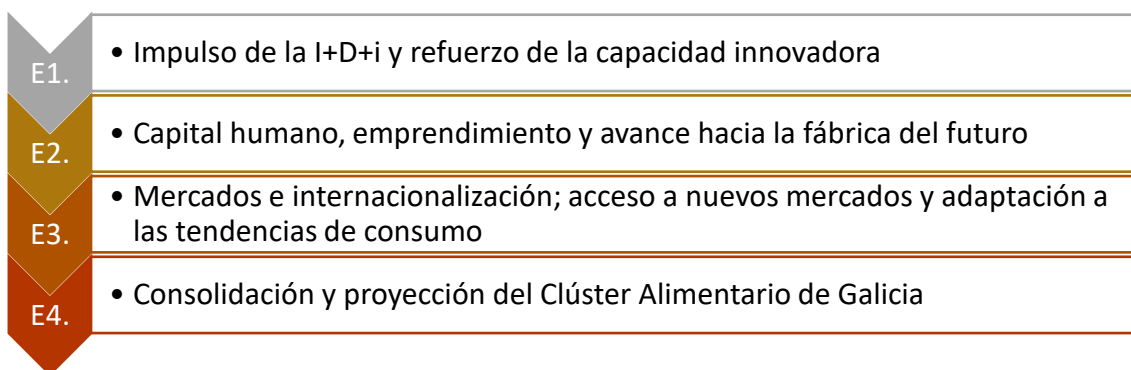 E1.
• Impulso de la I+D+i y refuerzo de la capacidad innovadora
E2.
• Capital humano, emprendimiento y avance hacia la fábrica del futuro
E3.
• Mercados e internacionalización; acceso a nuevos mercados y adaptación a
las tendencias de consumo
E4.
• Consolidación y proyección del Clúster Alimentario de Galicia